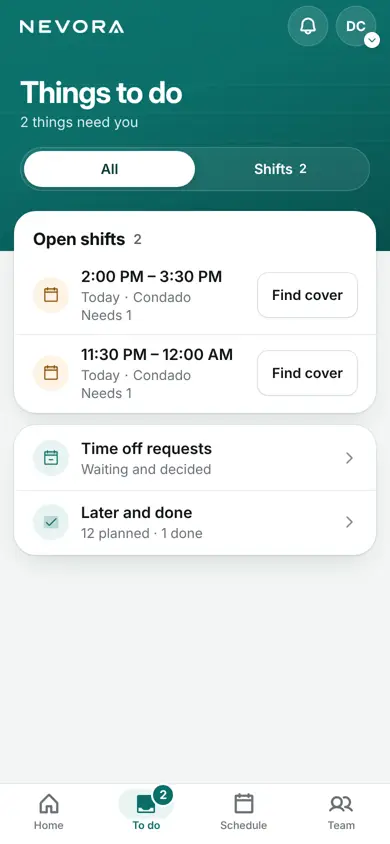 NEVORA
DC
Things to do
2 things need you
All
Shifts 2
Open shifts 2
2:00 PM – 3:30 PM
Today · Condado
Needs 1
Find cover
11:30 PM – 12:00 AM
Today · Condado
Needs 1
Find cover
Time off requests
Waiting and decided
Later and done
12 planned · 1 done
2
Home
To do
Schedule
Team